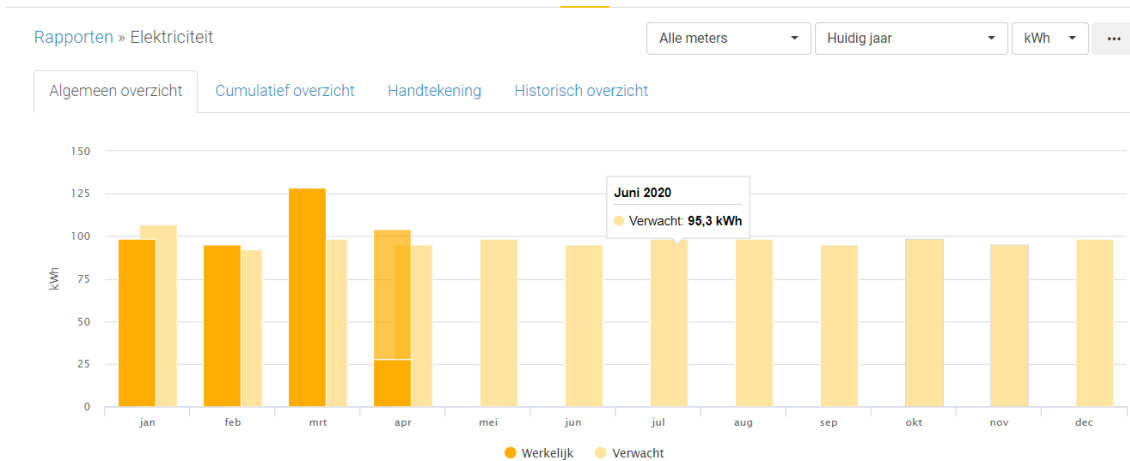 Rapporten » Elektriciteit
Alle meters
Huidig jaar
kWh
...
Algemeen overzicht
Cumulatief overzicht
Handtekening
Historisch overzicht
150
125
100
75
50
25
0
kWh
Juni 2020
Verwacht: 95,3 kWh
jan feb mrt apr mei jun jul aug sep okt nov dec
Werkelijk Verwacht